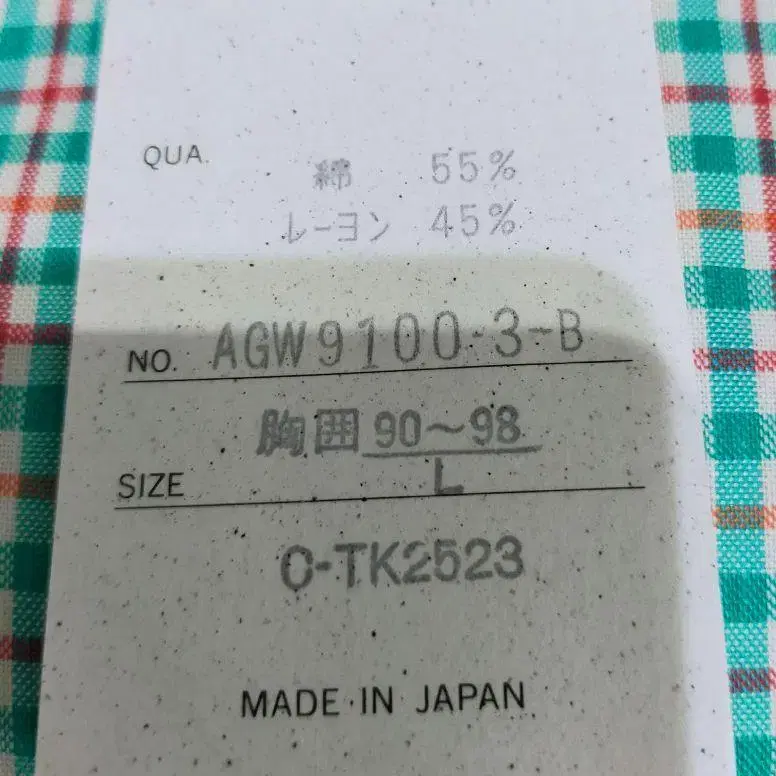 QUA. 綿 55%
レーヨン 45%
NO. AGW9100-3-B
胸囲 90~98
SIZE L
C-TK2523
MADE IN JAPAN